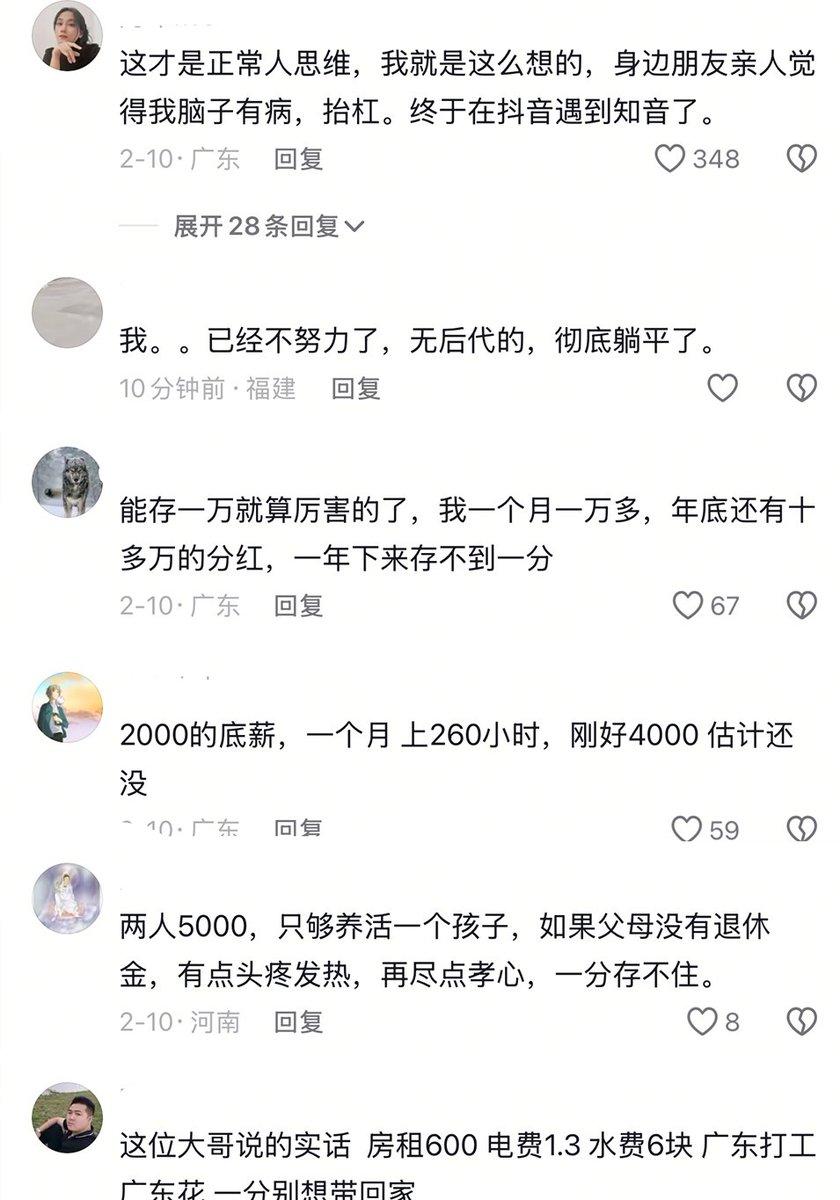 这才是正常人思维，我就是这么想的，身边朋友亲人觉
得我脑子有病，抬杠。终于在抖音遇到知音了。
2-10·广东 回复 348
展开28条回复
我。。已经不努力了，无后代的，彻底躺平了。
10分钟前·福建 回复
能存一万就算厉害的了，我一个月一万多，年底还有十
多万的分红，一年下来存不到一分
2-10·广东 回复 67
2000的底薪，一个月 上260小时，刚好4000 估计还
没
2-10·广东 回复 59
两人5000，只够养活一个孩子，如果父母没有退休
金，有点头疼发热，再尽点孝心，一分存不住。
2-10·河南 回复 8
这位大哥说的实话 房租600 电费1.3 水费6块 广东打工
广东花 一分别想带回家